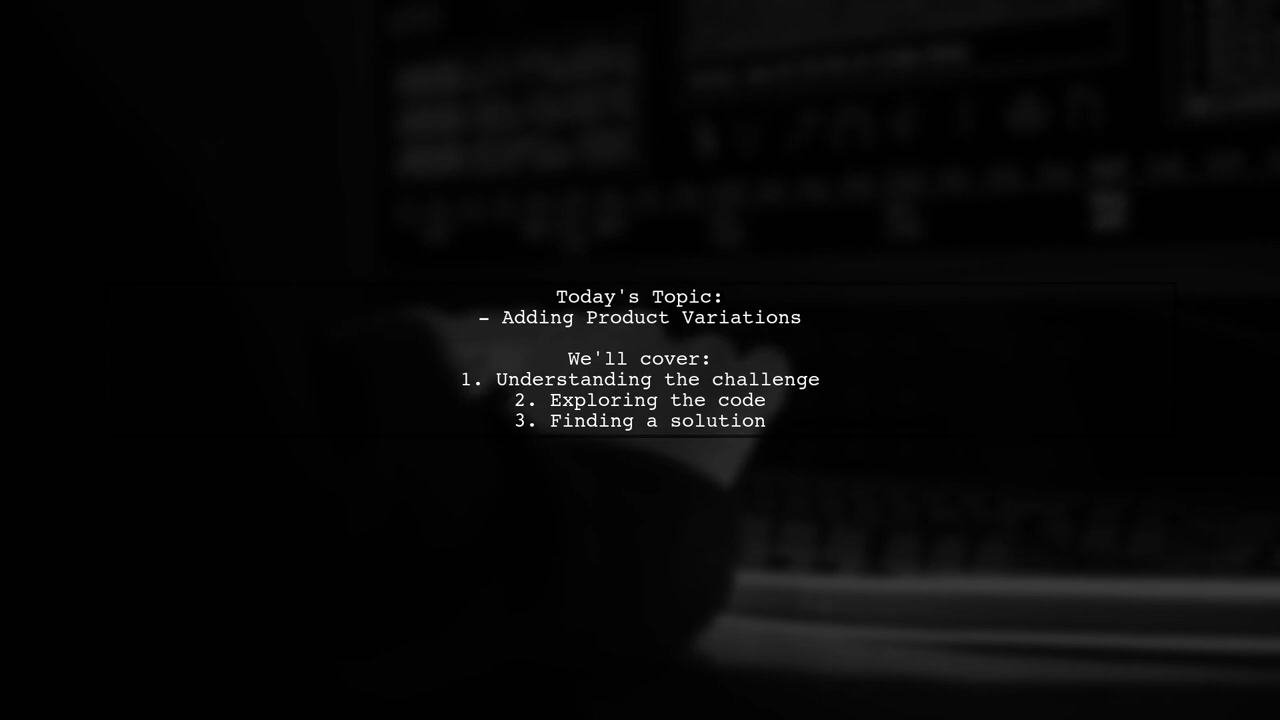 Today's Topic:
– Adding Product Variations
We'll cover:
1. Understanding the challenge
2. Exploring the code
3. Finding a solution